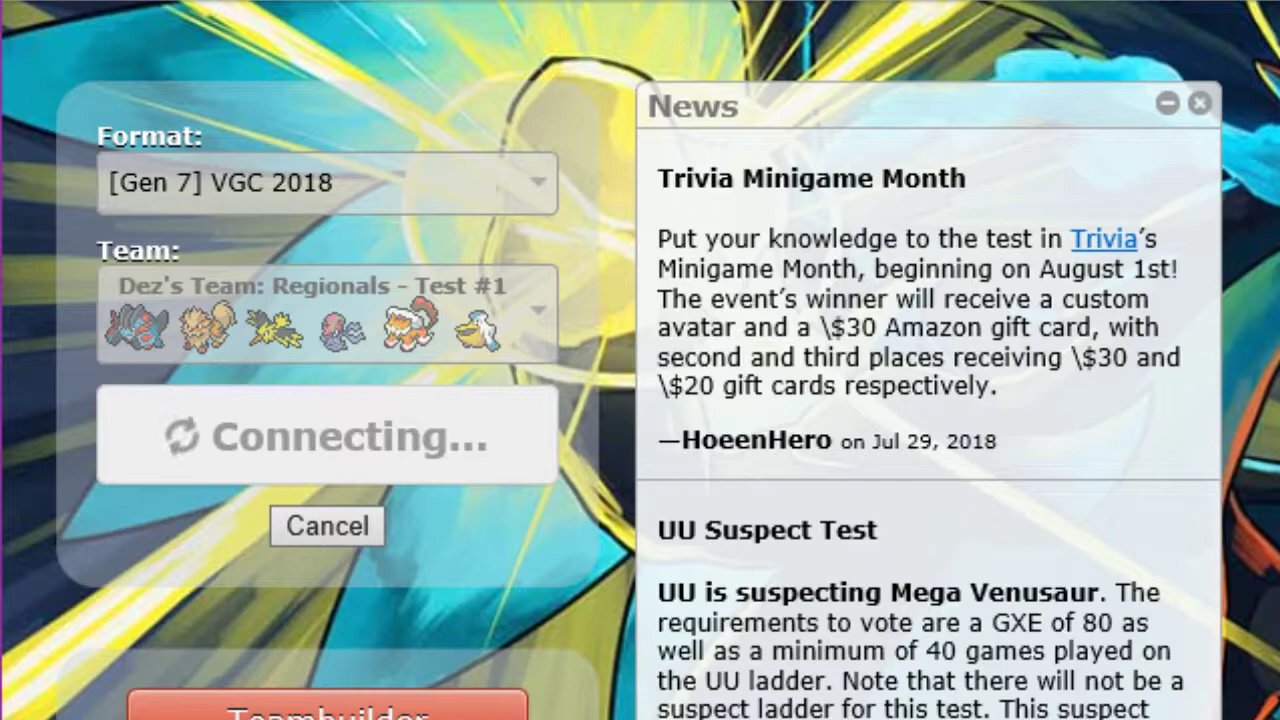 Format:
[Gen 7] VGC 2018
Team:
Dez's Team: Regionals - Test #1
Connecting...
Cancel
Teambuilder
News
Trivia Minigame Month
Put your knowledge to the test in Trivia′s
Minigame Month, beginning on August 1st!
The event′s winner will receive a custom
avatar and a \$30 Amazon gift card, with
second and third places receiving \$30 and
\$20 gift cards respectively.
—HoeenHero on Jul 29, 2018
UU Suspect Test
UU is suspecting Mega Venusaur. The
requirements to vote are a GXE of 80 as
well as a minimum of 40 games played on
the UU ladder. Note that there will not be a
suspect ladder for this test. This suspect